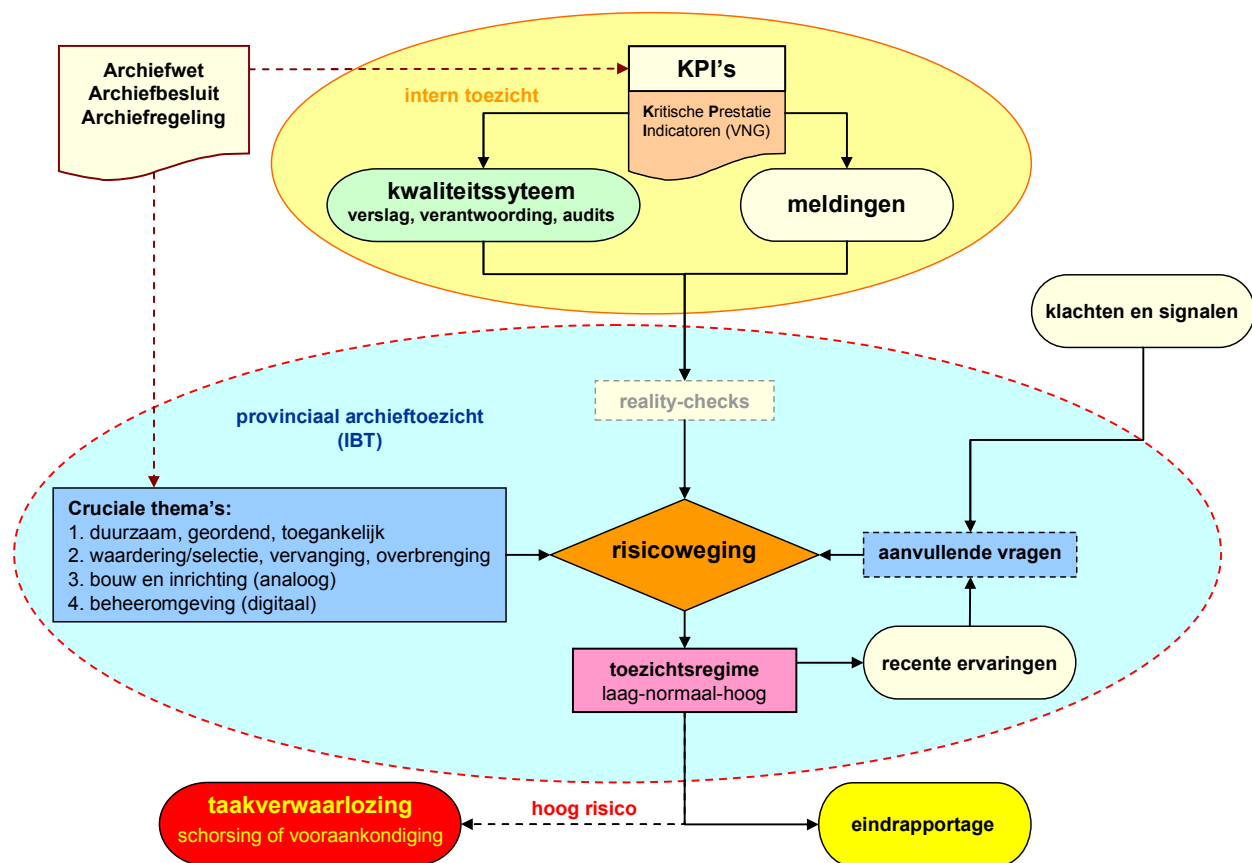 Archiefwet
Archiefbesluit
Archiefregeling
KPI's
intern toezicht
Kritische Prestatie
Indicatoren (VNG)
kwaliteitssyteem
verslag, verantwoording, audits
meldingen
klachten en signalen
reality-checks
provinciaal archieftoezicht
(IBT)
Cruciale thema's:
1. duurzaam, geordend, toegankelijk
2. waardering/selectie, vervanging, overbrenging
3. bouw en inrichting (analoog)
4. beheeromgeving (digitaal)
risicoweging
aanvullende vragen
toezichtsregime
laag-normaal-hoog
recente ervaringen
taakverwaarlozing
schorsing of vooraankondiging
hoog risico
eindrapportage